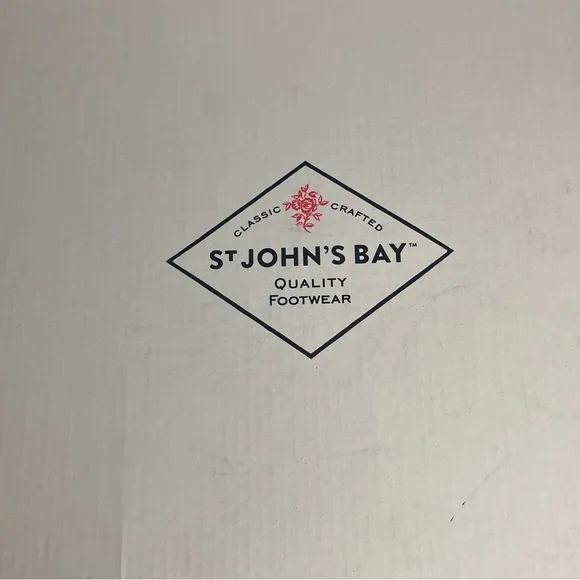 CLASSIC CRAFTED
ST JOHN'S BAY™
QUALITY
FOOTWEAR